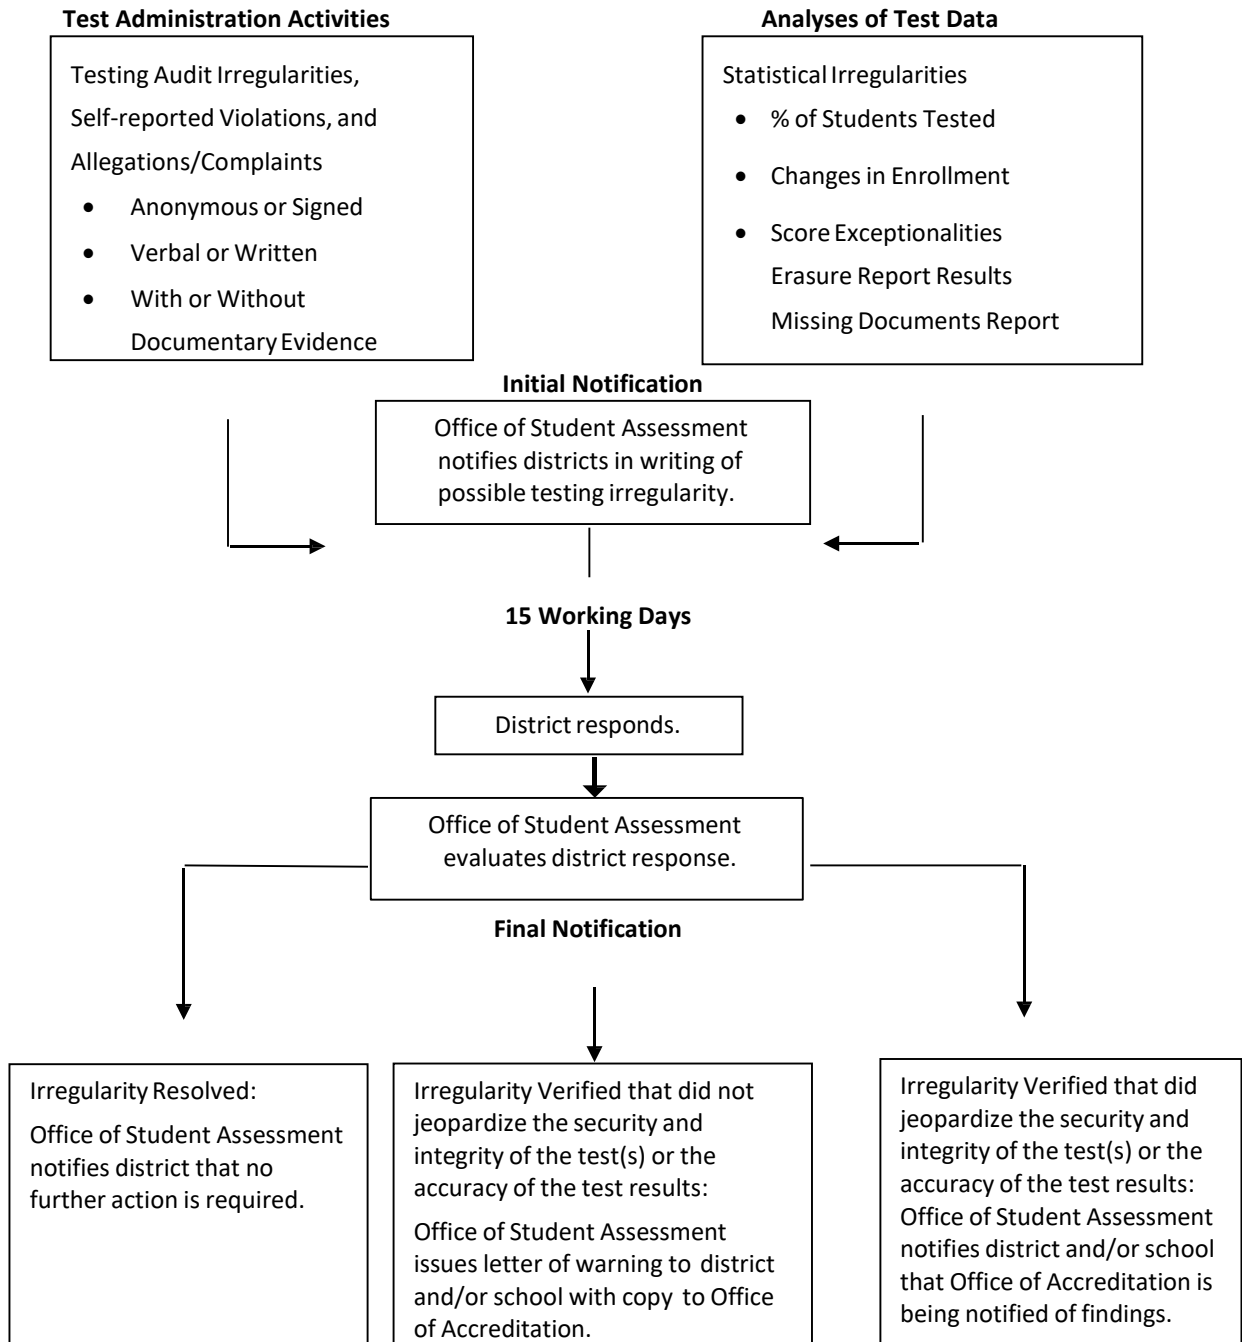 Test Administration Activities
Testing Audit Irregularities,
Self-reported Violations, and
Allegations/Complaints
• Anonymous or Signed
• Verbal or Written
• With or Without
Documentary Evidence
Analyses of Test Data
Statistical Irregularities
• % of Students Tested
• Changes in Enrollment
• Score Exceptionalities
Erasure Report Results
Missing Documents Report
Initial Notification
Office of Student Assessment
notifies districts in writing of
possible testing irregularity.
15 Working Days
District responds.
Office of Student Assessment
evaluates district response.
Final Notification
Irregularity Resolved:
Office of Student Assessment
notifies district that no
further action is required.
Irregularity Verified that did not
jeopardize the security and
integrity of the test(s) or the
accuracy of the test results:
Office of Student Assessment
issues letter of warning to district
and/or school with copy to Office
of Accreditation.
Irregularity Verified that did
jeopardize the security and
integrity of the test(s) or the
accuracy of the test results:
Office of Student Assessment
notifies district and/or school
that Office of Accreditation is
being notified of findings.